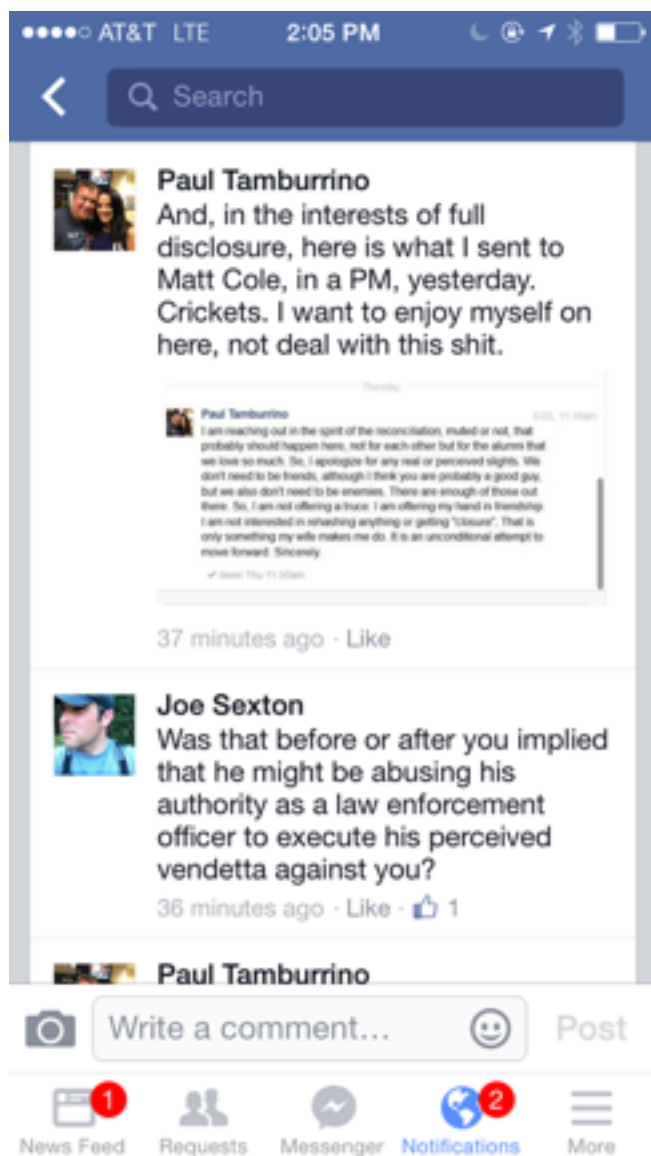 AT&T LTE 2:05 PM
Search
Paul Tamburrino
And, in the interests of full
disclosure, here is what I sent to
Matt Cole, in a PM, yesterday.
Crickets. I want to enjoy myself on
here, not deal with this shit.
Thursday
Paul Tamburrino
I am reaching out in the spirit of the reconciliation, muted or not, that
probably should happen here, not for each other but for the alumni that
we love so much. So, I apologize for any real or perceived slights. We
don't need to be friends, although I think you are probably a good guy,
but we also don't need to be enemies. There are enough of those out
there. So, I am not offering a truce. I am offering my hand in friendship.
I am not interested in rehashing anything or getting "closure". That is
only something my wife makes me do. It is an unconditional attempt to
move forward. Sincerely.
Seen Thu 11:50am
37 minutes ago · Like
Joe Sexton
Was that before or after you implied
that he might be abusing his
authority as a law enforcement
officer to execute his perceived
vendetta against you?
36 minutes ago · Like · 1
Paul Tamburrino
Write a comment...
Post
1
2
News Feed Requests Messenger Notifications More